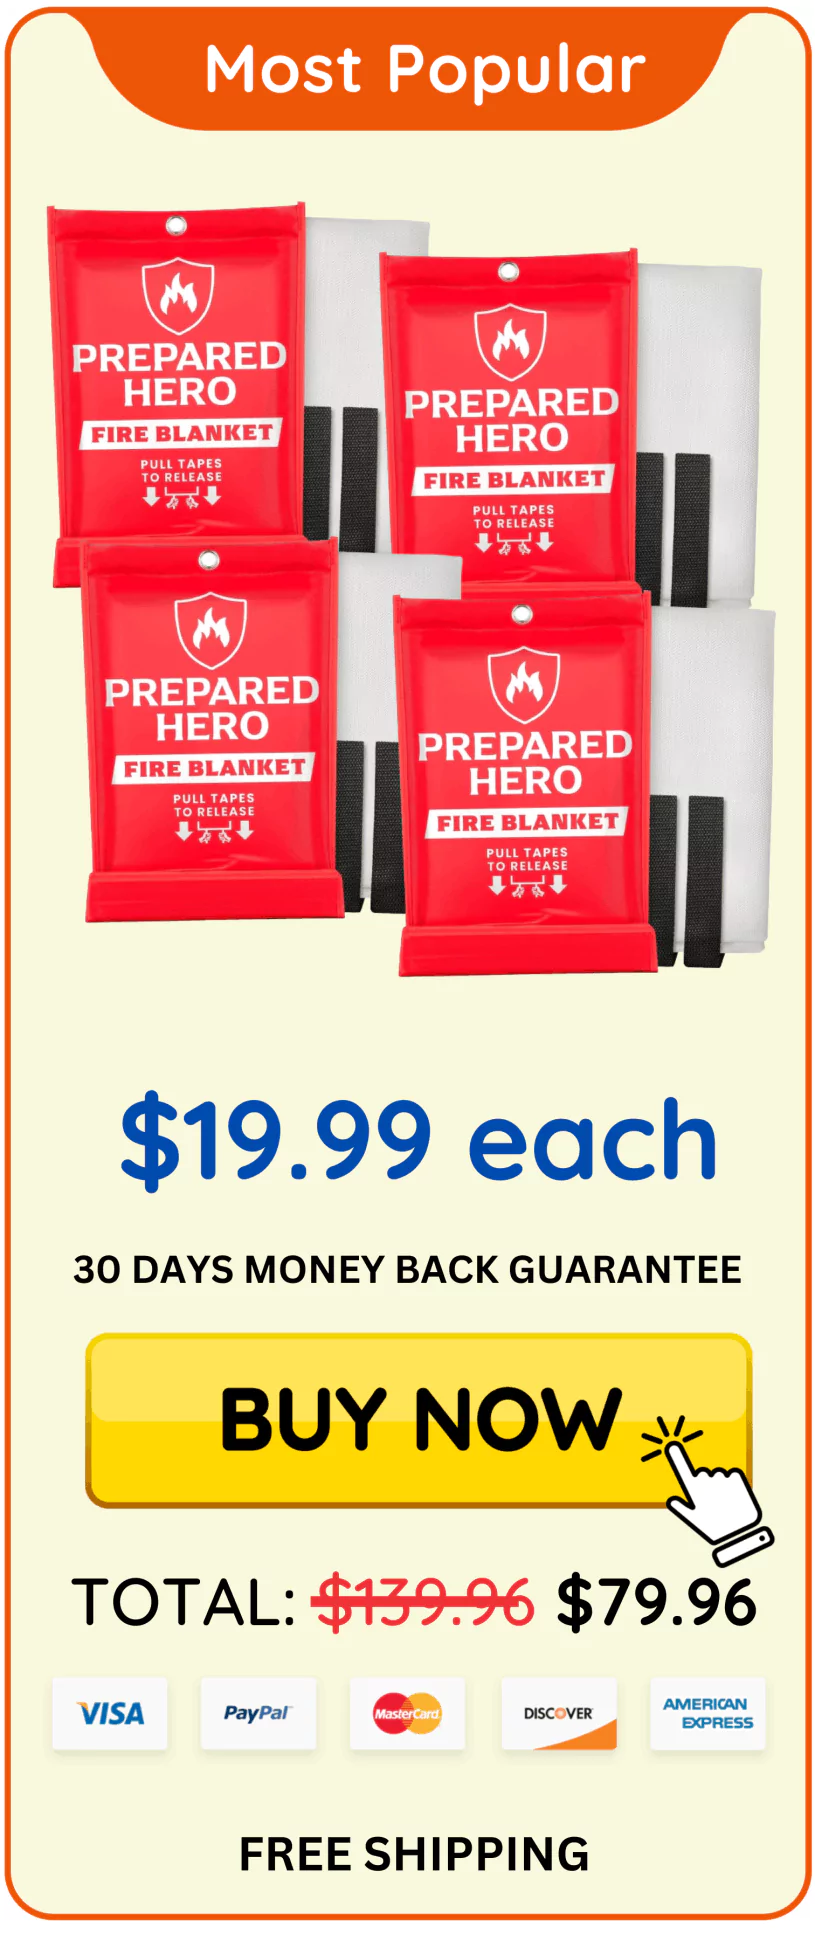 Most Popular
PREPARED
HERO
FIRE BLANKET
PULL TAPES
TO RELEASE
PREPARED
HERO
FIRE BLANKET
PULL TAPES
TO RELEASE
PREPARED
HERO
FIRE BLANKET
PULL TAPES
TO RELEASE
PREPARED
HERO
FIRE BLANKET
PULL TAPES
TO RELEASE
$19.99 each
30 DAYS MONEY BACK GUARANTEE
BUY NOW
TOTAL: $139.96 $79.96
VISA PayPal MasterCard DISCOVER AMERICAN
EXPRESS
FREE SHIPPING